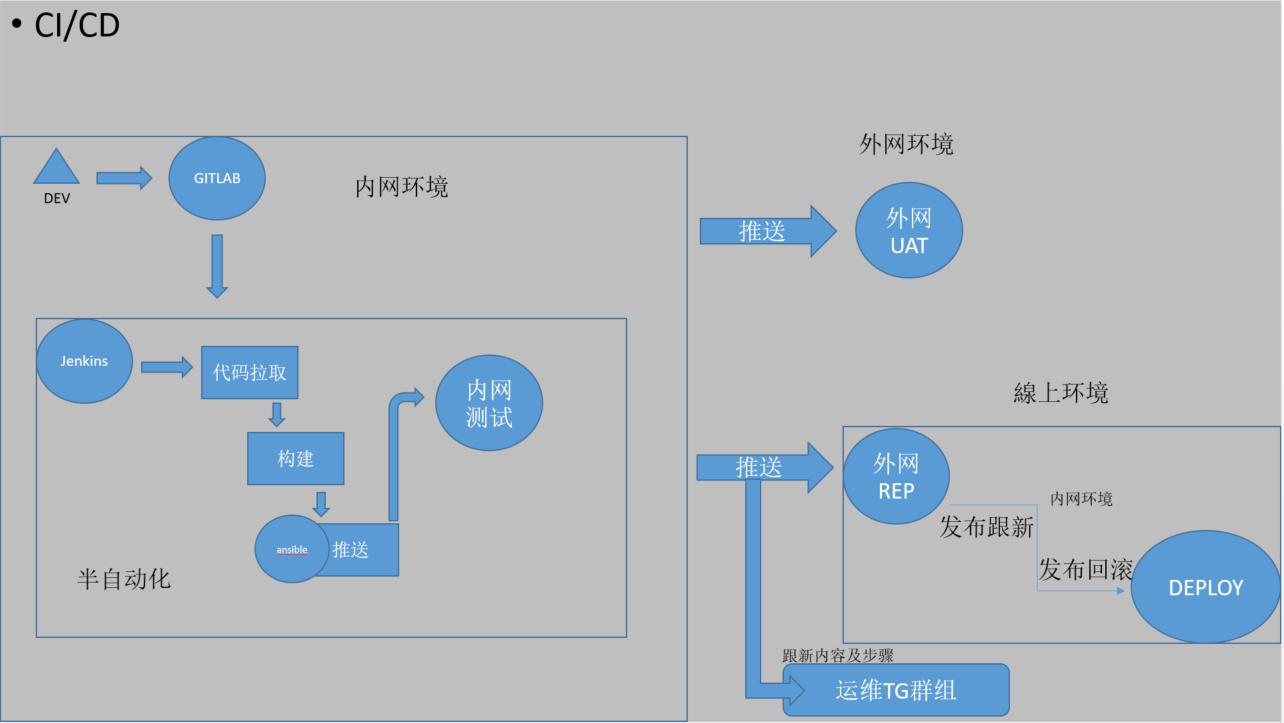 • CI/CD
外网环境
DEV
GITLAB
内网环境
推送
外网
UAT
Jenkins
代码拉取
内网
测试
線上环境
构建
推送
外网
REP
内网环境
发布跟新
ansible
推送
半自动化
发布回滚
DEPLOY
跟新内容及步骤
运维TG群组